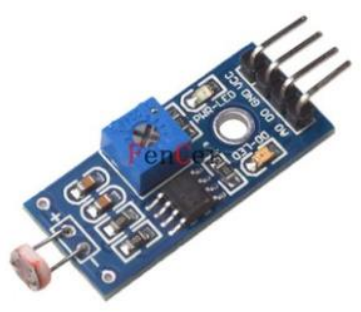 VCC GND DO AO
PWR-LED
DO-LED
FenCer
+
-